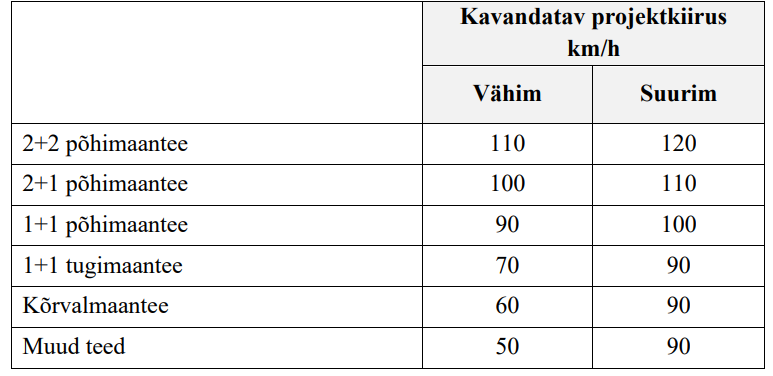 Kavandatav projektkiirus
km/h
Vähim Suurim
2+2 põhimaantee 110 120
2+1 põhimaantee 100 110
1+1 põhimaantee 90 100
1+1 tugimaantee 70 90
Kõrvalmaantee 60 90
Muud teed 50 90